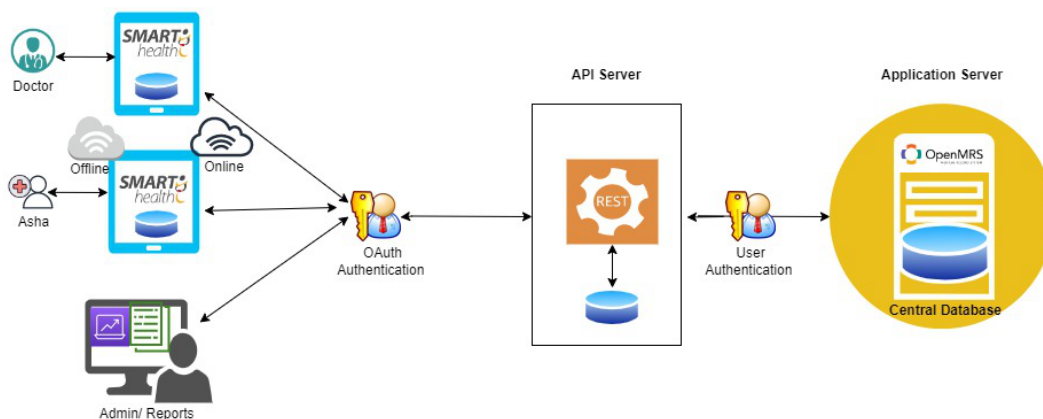 SMART
health
Doctor
Offline
Online
SMART
health
Asha
OAuth
Authentication
Admin/ Reports
API Server
REST
User
Authentication
Application Server
OpenMRS
Central Database